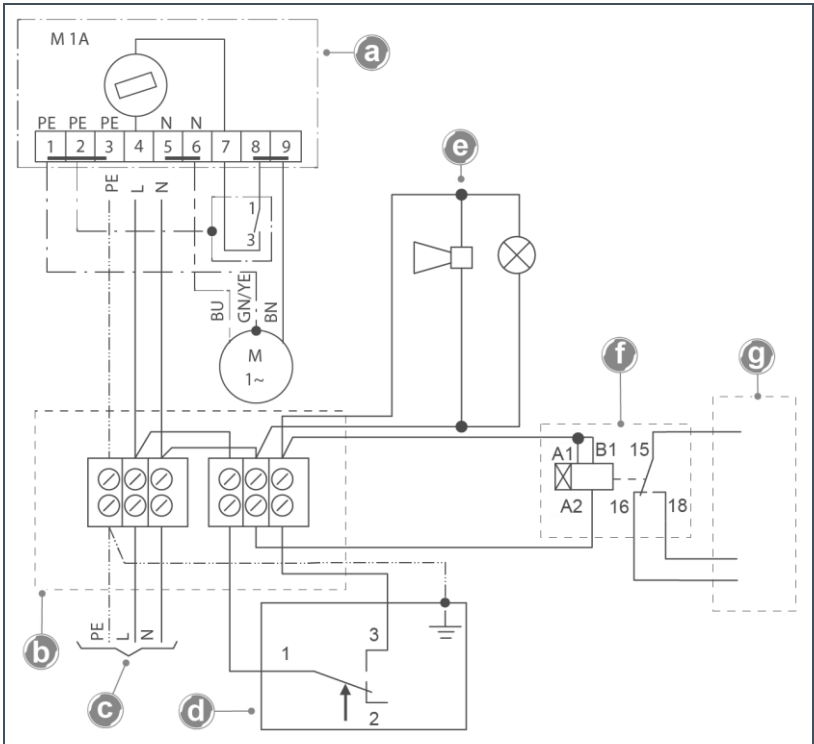 M 1A
a
PE PE PE N N
1 2 3 4 5 6 7 8 9
PE L N
e
1
3
BU GN/YE BN
M
1~
f
g
A1 B1 15
A2 16 18
PE L N
b
c
d
3
1
2